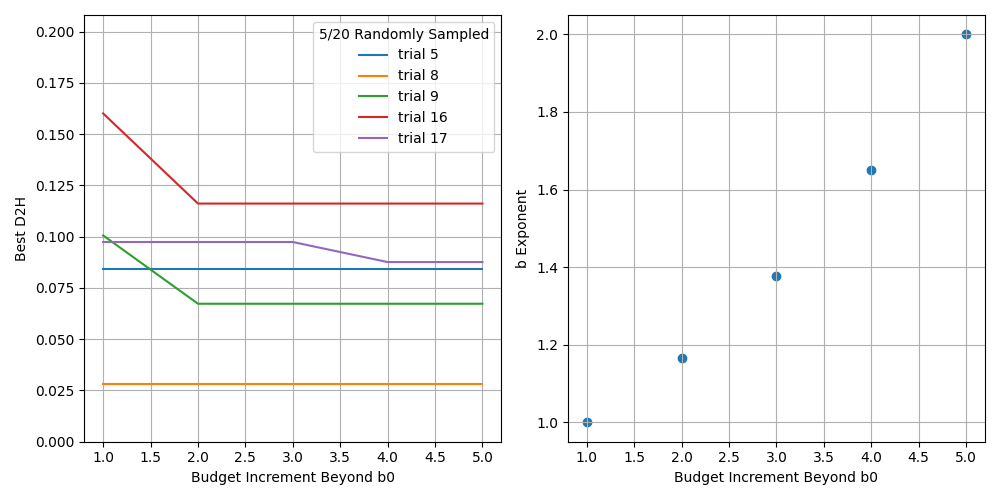 0.200
0.175
0.150
0.125
0.100
0.075
0.050
0.025
0.000
Best D2H
5/20 Randomly Sampled
trial 5
trial 8
trial 9
trial 16
trial 17
1.0 1.5 2.0 2.5 3.0 3.5 4.0 4.5 5.0
Budget Increment Beyond b0
2.0
1.8
1.6
1.4
1.2
1.0
b Exponent
1.0 1.5 2.0 2.5 3.0 3.5 4.0 4.5 5.0
Budget Increment Beyond b0